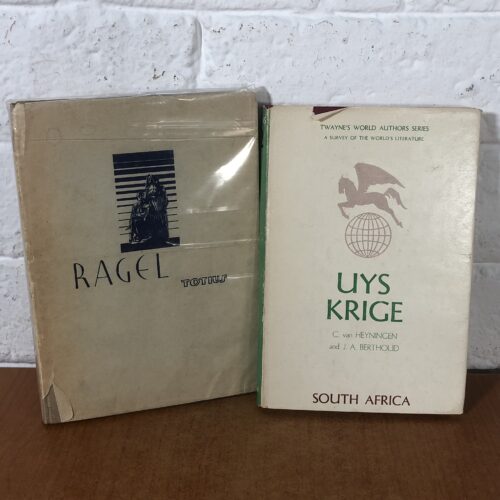 RAGEL
TOTIUS
TWAYNE'S WORLD AUTHORS SERIES
A SURVEY OF THE WORLD'S LITERATURE
UYS
KRIGE
C. van HEYNINGEN
and J. A. BERTHOUD
SOUTH AFRICA